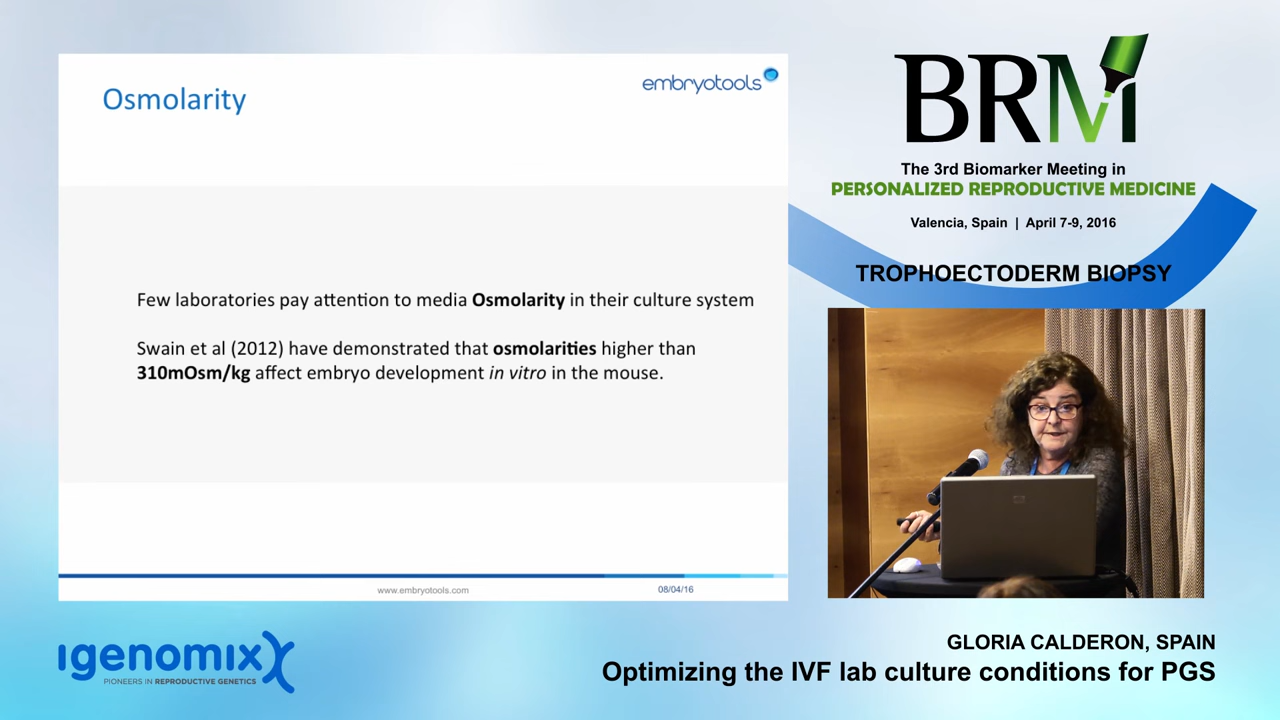 Osmolarity
embryotools
Few laboratories pay attention to media Osmolarity in their culture system
Swain et al (2012) have demonstrated that osmolarities higher than
310mOsm/kg affect embryo development in vitro in the mouse.
www.embryotools.com
08/04/16
BRM
The 3rd Biomarker Meeting in
PERSONALIZED REPRODUCTIVE MEDICINE
Valencia, Spain | April 7-9, 2016
TROPHOECTODERM BIOPSY
igenomix
PIONEERS IN REPRODUCTIVE GENETICS
GLORIA CALDERON, SPAIN
Optimizing the IVF lab culture conditions for PGS